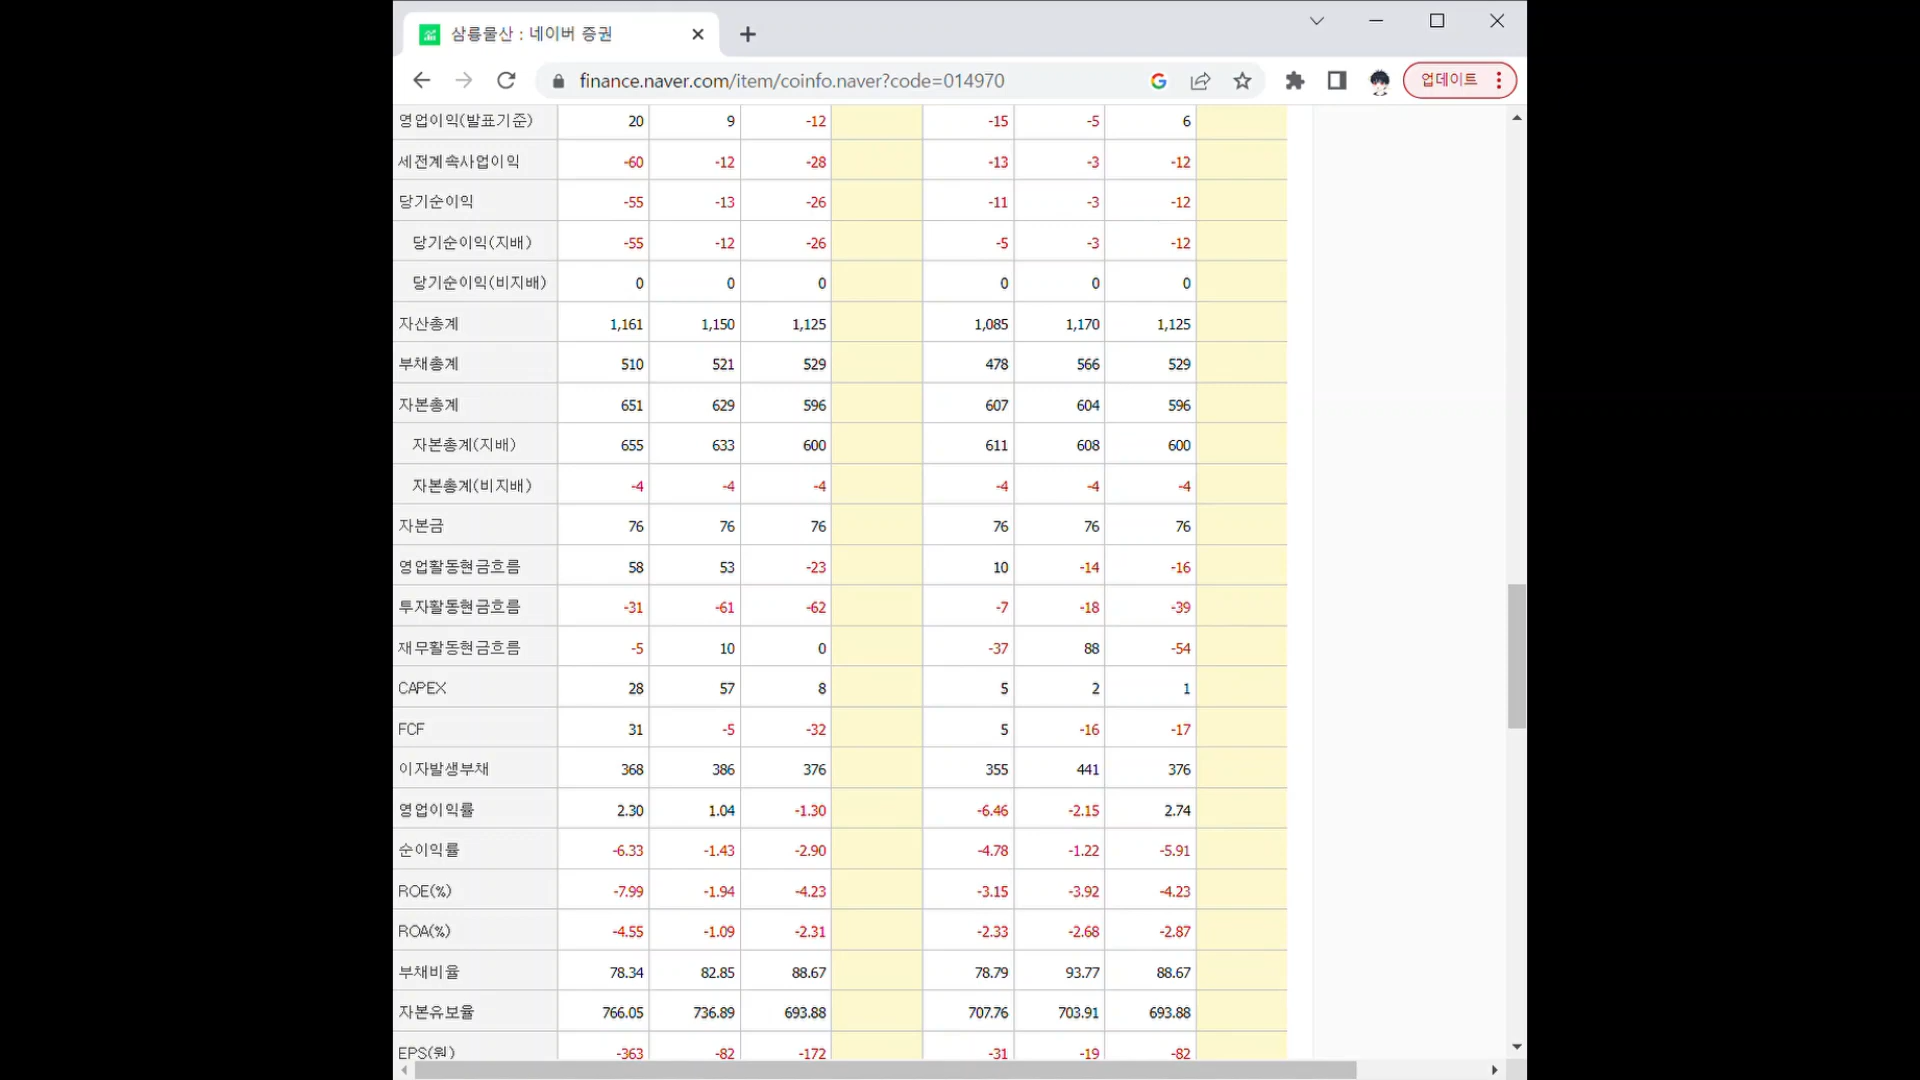 삼륭물산 : 네이버 증권
finance.naver.com/item/coinfo.naver?code=014970
업데이트
영업이익(발표기준) 20 9 -12 -15 -5 6
세전계속사업이익 -60 -12 -28 -13 -3 -12
당기순이익 -55 -13 -26 -11 -3 -12
당기순이익(지배) -55 -12 -26 -5 -3 -12
당기순이익(비지배) 0 0 0 0 0 0
자산총계 1,161 1,150 1,125 1,085 1,170 1,125
부채총계 510 521 529 478 566 529
자본총계 651 629 596 607 604 596
자본총계(지배) 655 633 600 611 608 600
자본총계(비지배) -4 -4 -4 -4 -4 -4
자본금 76 76 76 76 76 76
영업활동현금흐름 58 53 -23 10 -14 -16
투자활동현금흐름 -31 -61 -62 -7 -18 -39
재무활동현금흐름 -5 10 0 -37 88 -54
CAPEX 28 57 8 5 2 1
FCF 31 -5 -32 5 -16 -17
이자발생부채 368 386 376 355 441 376
영업이익률 2.30 1.04 -1.30 -6.46 -2.15 2.74
순이익률 -6.33 -1.43 -2.90 -4.78 -1.22 -5.91
ROE(%) -7.99 -1.94 -4.23 -3.15 -3.92 -4.23
ROA(%) -4.55 -1.09 -2.31 -2.33 -2.68 -2.87
부채비율 78.34 82.85 88.67 78.79 93.77 88.67
자본유보율 766.05 736.89 693.88 707.76 703.91 693.88
EPS(원) -363 -82 -172 -31 -19 -82